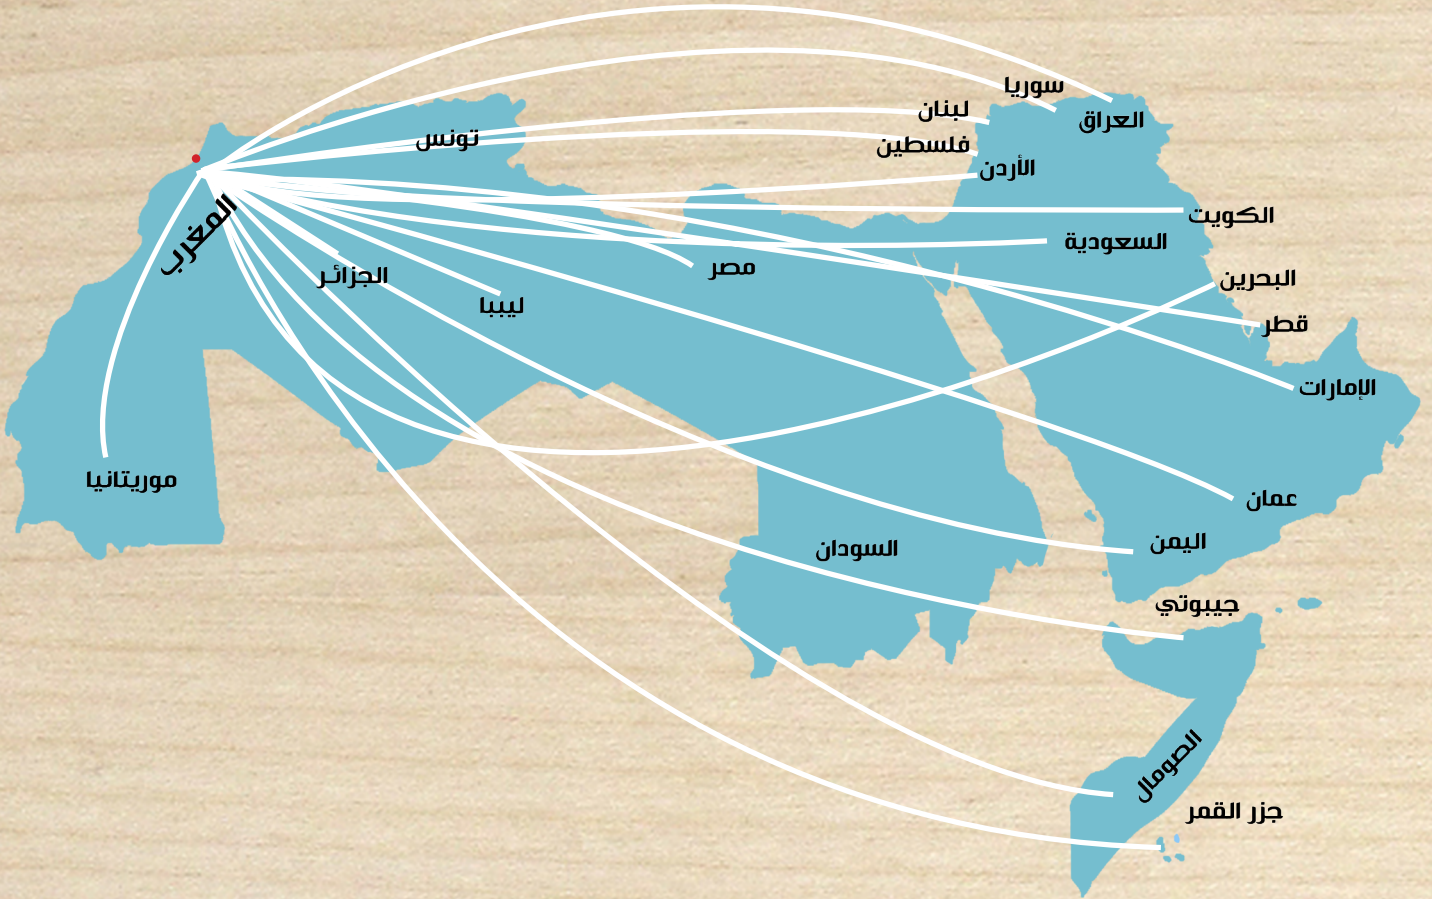 سوريا
العراق
لبنان
تونس
فلسطين
الأردن
المغرب
الكويت
السعودية
مصر
الجزائر
البحرين
ليبيا
قطر
الإمارات
موريتانيا
عمان
اليمن
السودان
جيبوتي
الصومال
جزر القمر